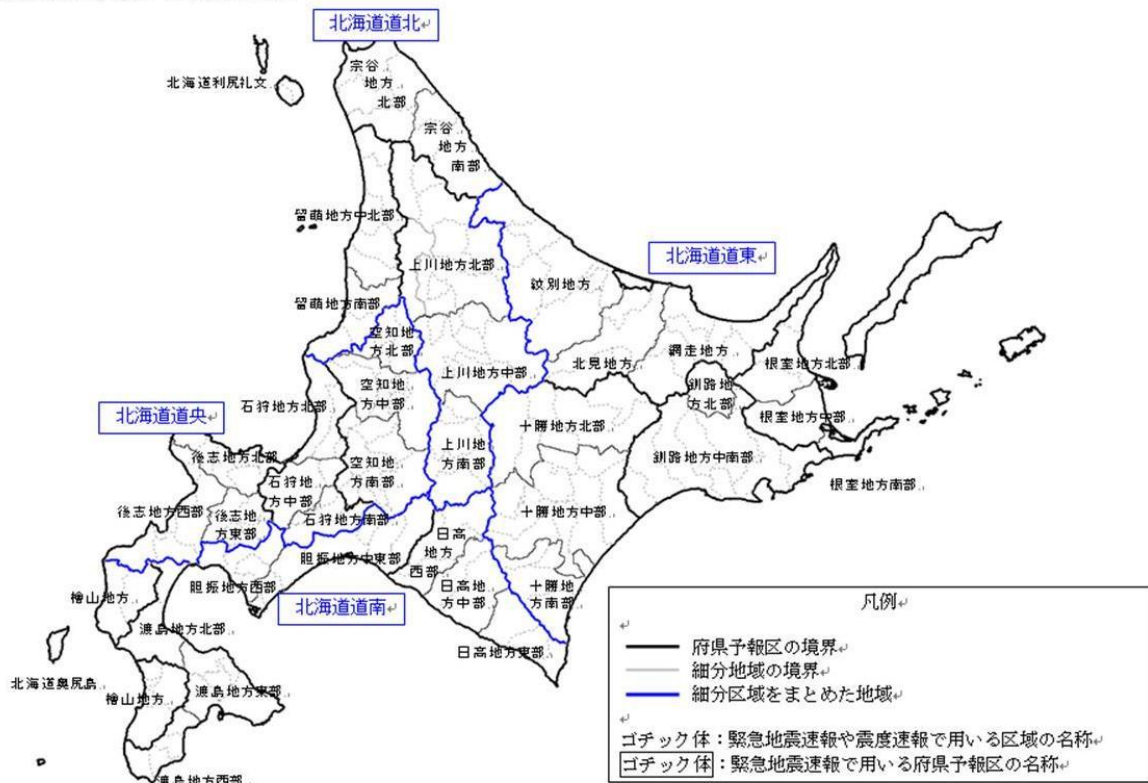 北海道道北
宗谷
地方
北部
北海道利尻礼文
宗谷
地方
南部
留萌地方中北部
北海道道東
上川地方北部
紋別地方
留萌地方南部
空知地
方北部
網走地方
北見地方
根室地方北部
上川地方中部
空知地
方中部
釧路地
方北部
石狩地方北部
根室地方中部
北海道道央
十勝地方北部
上川地
方南部
後志地方北部
空知地
方南部
釧路地方中南部
石狩地
方中部
根室地方南部
後志地方西部
後志地
方東部
石狩地方南部
十勝地方中部
日高
地方
西部
胆振地方中東部
胆振地方西部
日高地
方中部
十勝地
方南部
檜山地方
北海道道南
渡島地方北部
日高地方東部
北海道奥尻島
檜山地方
渡島地方東部
渡島地方西部
凡例
府県予報区の境界
細分地域の境界
細分区域をまとめた地域
ゴチック体：緊急地震速報や震度速報で用いる区域の名称
ゴチック体：緊急地震速報で用いる府県予報区の名称